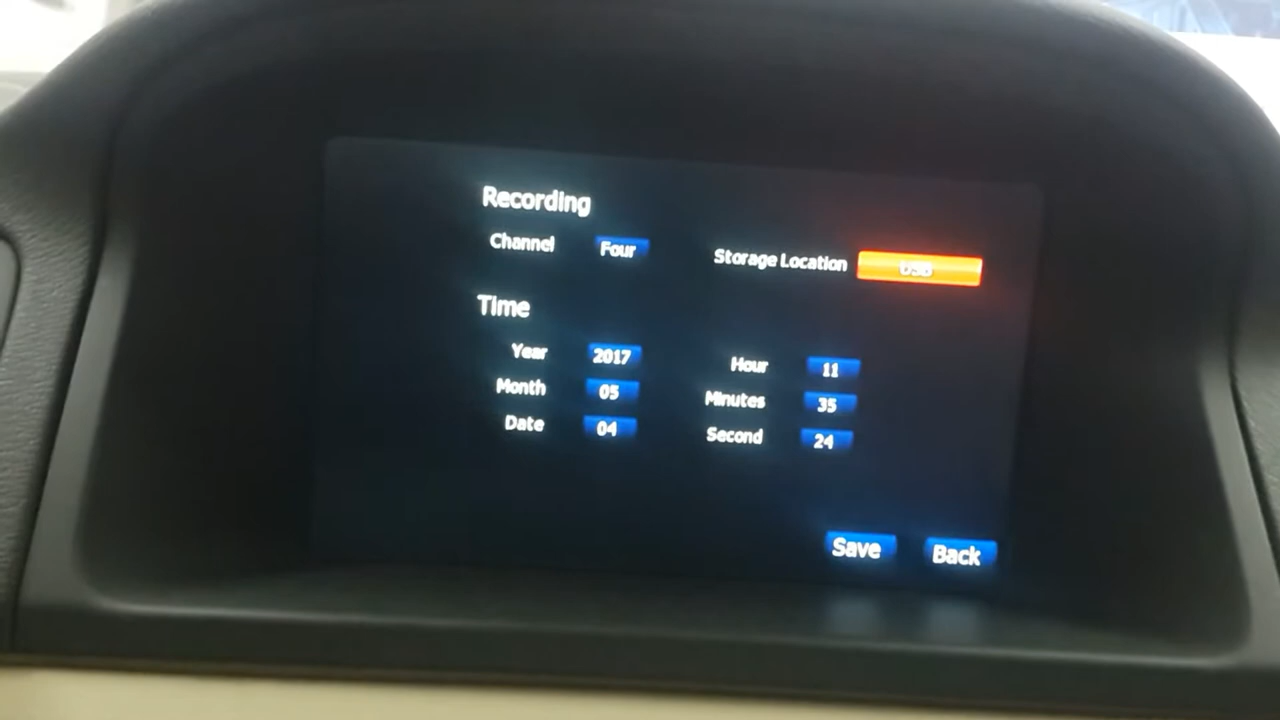 Recording
Channel Four Storage Location USB
Time
Year 2017 Hour 11
Month 05 Minutes 35
Date 04 Second 24
Save Back